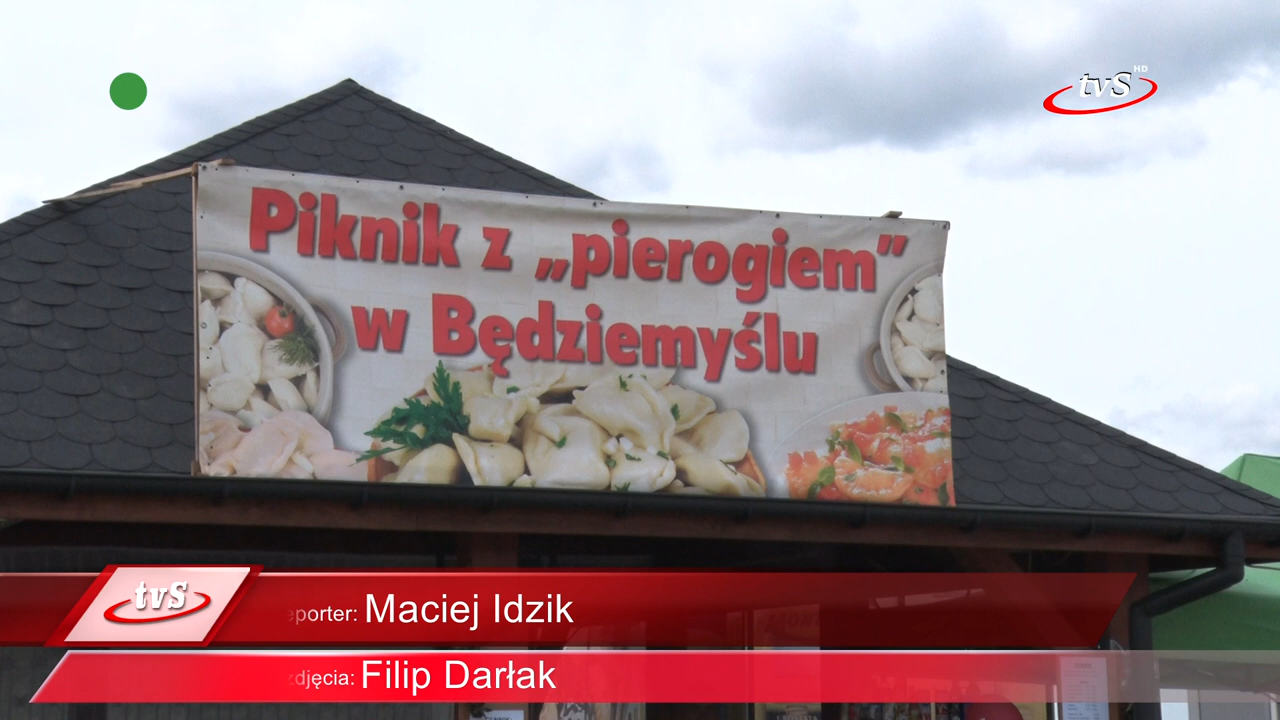 tvS HD
Piknik z „pierogiem”
w Będziemyślu
tvS
eporter: Maciej Idzik
zdjęcia: Filip Darłak